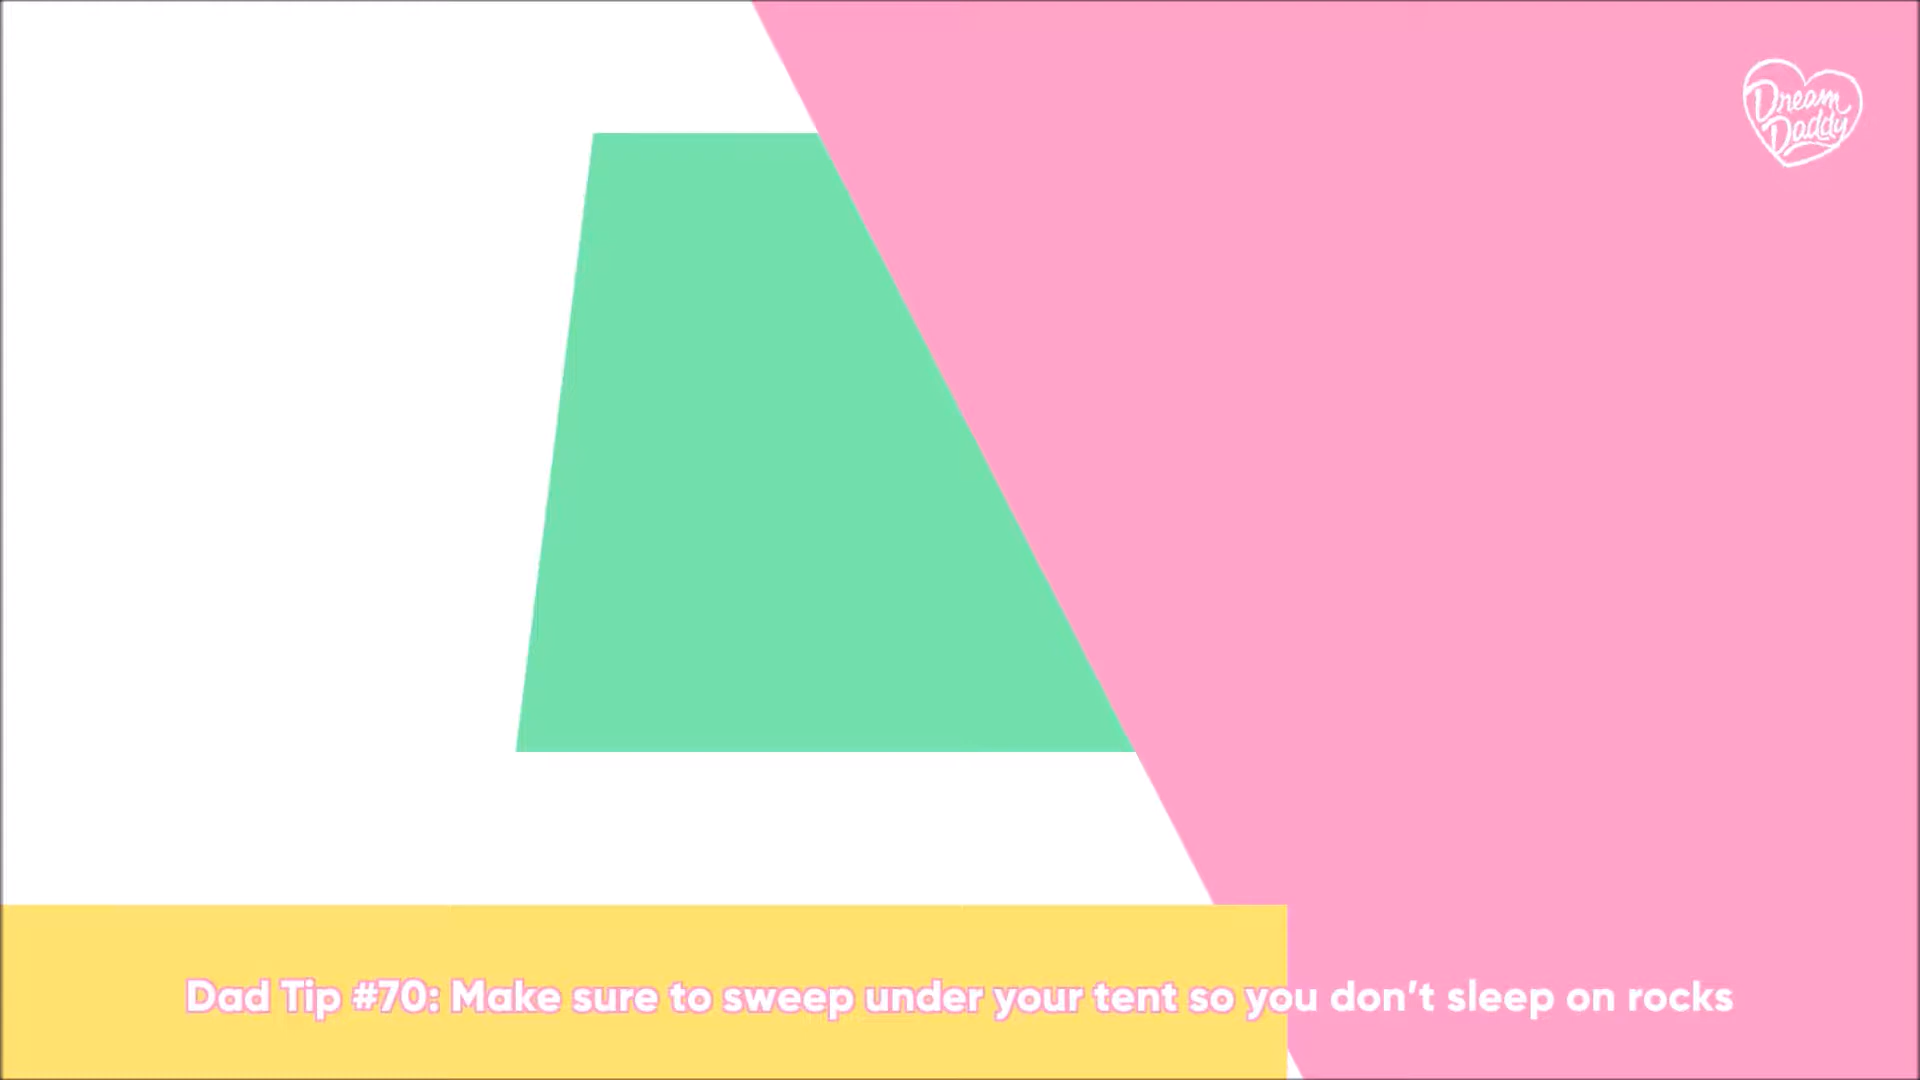 Dream
Daddy
Dad Tip #70: Make sure to sweep under your tent so you don’t sleep on rocks